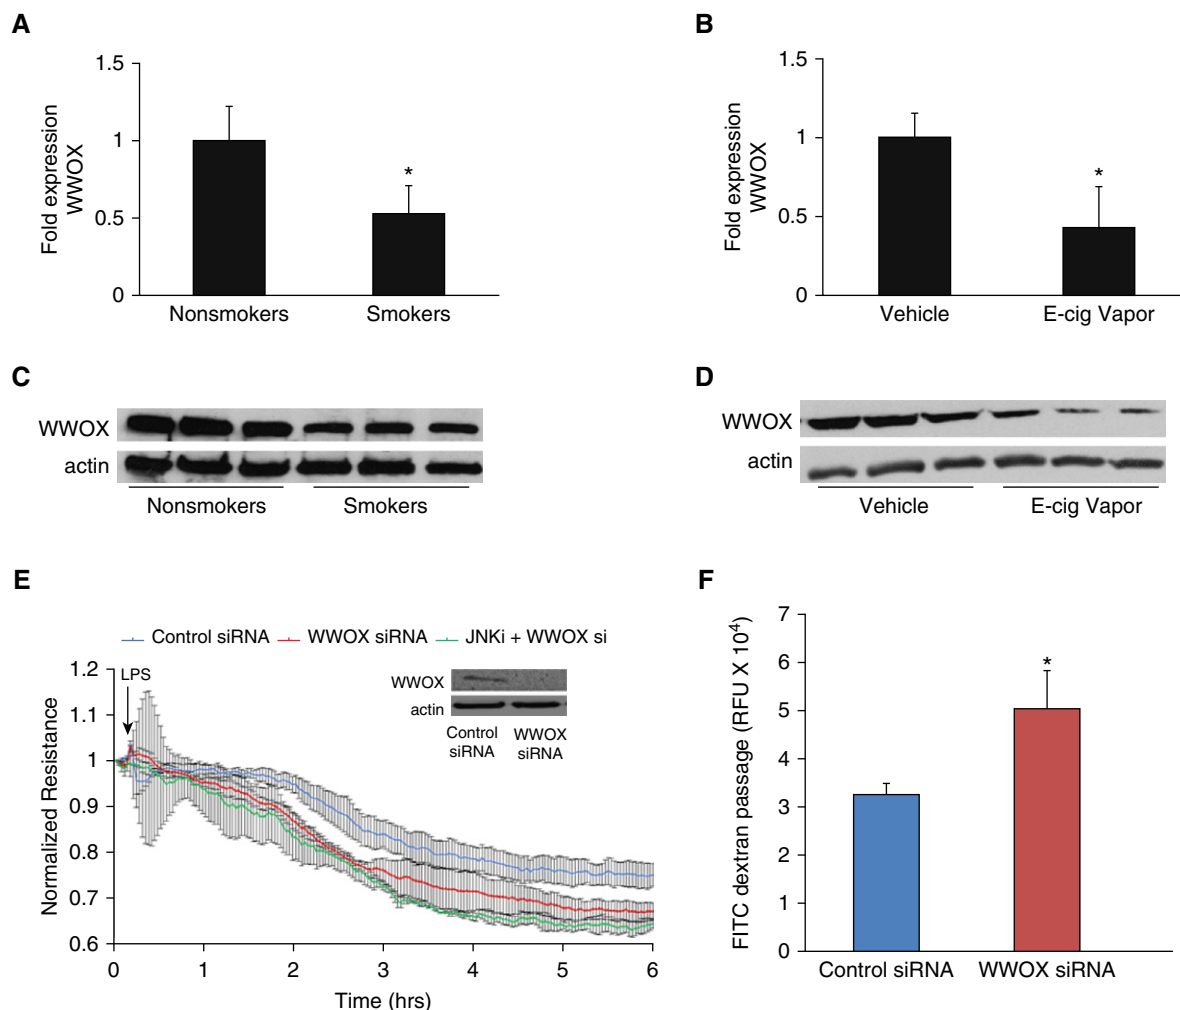 A
1.5
1
0.5
0
Fold expression
WWOX
*
Nonsmokers
Smokers
B
1.5
1
0.5
0
Fold expression
WWOX
*
Vehicle
E-cig Vapor
C
WWOX
actin
Nonsmokers
Smokers
D
WWOX
actin
Vehicle
E-cig Vapor
E
Control siRNA
WWOX siRNA
JNKi + WWOX si
1.2
1.1
1
0.9
0.8
0.7
0.6
Normalized Resistance
LPS
WWOX
actin
Control
siRNA
WWOX
siRNA
0
1
2
3
4
5
6
Time (hrs)
F
7
6
5
4
3
2
1
0
FITC dextran passage (RFU X 10⁴)
*
Control siRNA
WWOX siRNA